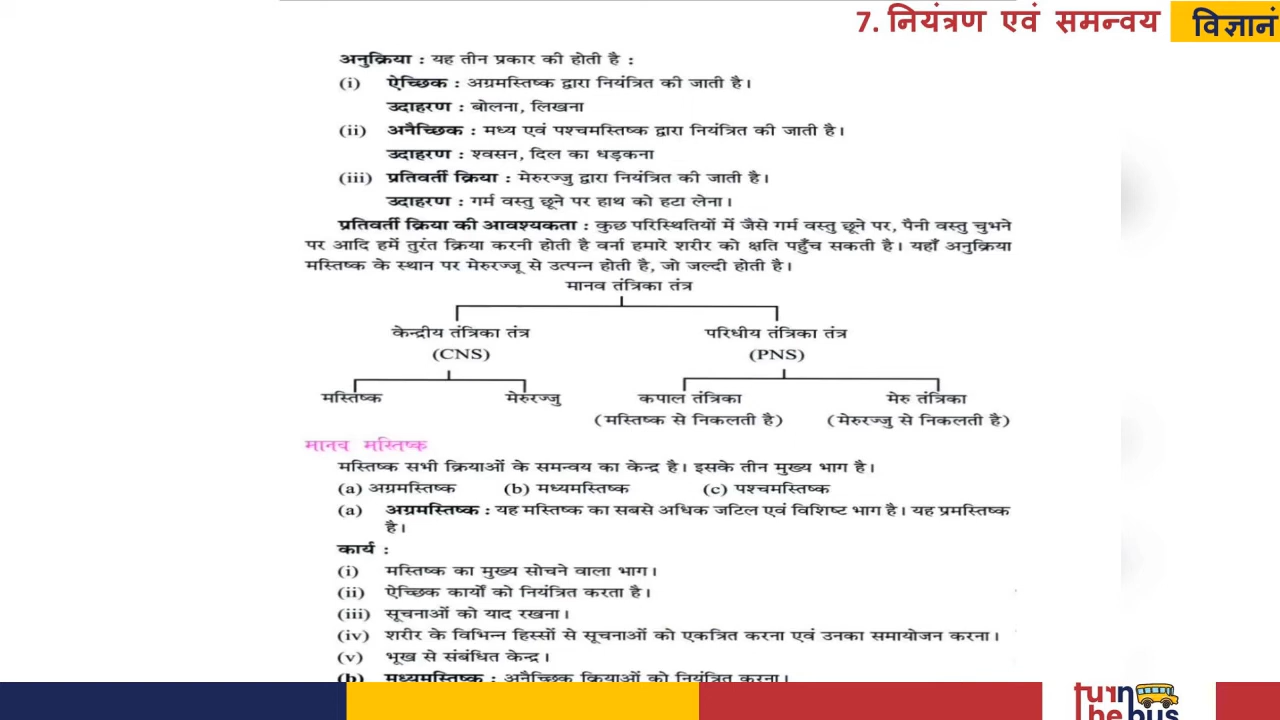 7. नियंत्रण एवं समन्वय
विज्ञानं
अनुक्रिया : यह तीन प्रकार की होती है :
(i) ऐच्छिक : अग्रमस्तिष्क द्वारा नियंत्रित की जाती है।
उदाहरण : बोलना, लिखना
(ii) अनैच्छिक : मध्य एवं पश्चमस्तिष्क द्वारा नियंत्रित की जाती है।
उदाहरण : श्वसन, दिल का धड़कना
(iii) प्रतिवर्ती क्रिया : मेरुरज्जु द्वारा नियंत्रित की जाती है।
उदाहरण : गर्म वस्तु छूने पर हाथ को हटा लेना।
प्रतिवर्ती क्रिया की आवश्यकता : कुछ परिस्थितियों में जैसे गर्म वस्तु छूने पर, पैनी वस्तु चुभने
पर आदि हमें तुरंत क्रिया करनी होती है वर्ना हमारे शरीर को क्षति पहुँच सकती है। यहाँ अनुक्रिया
मस्तिष्क के स्थान पर मेरुरज्जू से उत्पन्न होती है, जो जल्दी होती है।
मानव तंत्रिका तंत्र
केन्द्रीय तंत्रिका तंत्र परिधीय तंत्रिका तंत्र
(CNS) (PNS)
मस्तिष्क मेरुरज्जु कपाल तंत्रिका मेरु तंत्रिका
(मस्तिष्क से निकलती है) (मेरुरज्जु से निकलती है)
मानव मस्तिष्क
मस्तिष्क सभी क्रियाओं के समन्वय का केन्द्र है। इसके तीन मुख्य भाग है।
(a) अग्रमस्तिष्क (b) मध्यमस्तिष्क (c) पश्चमस्तिष्क
(a) अग्रमस्तिष्क : यह मस्तिष्क का सबसे अधिक जटिल एवं विशिष्ट भाग है। यह प्रमस्तिष्क
है।
कार्य :
(i) मस्तिष्क का मुख्य सोचने वाला भाग।
(ii) ऐच्छिक कार्यों को नियंत्रित करता है।
(iii) सूचनाओं को याद रखना।
(iv) शरीर के विभिन्न हिस्सों से सूचनाओं को एकत्रित करना एवं उनका समायोजन करना।
(v) भूख से संबंधित केन्द्र।
(b) मध्यमस्तिष्क : अनैच्छिक क्रियाओं को नियंत्रित करना।
turn
the bus